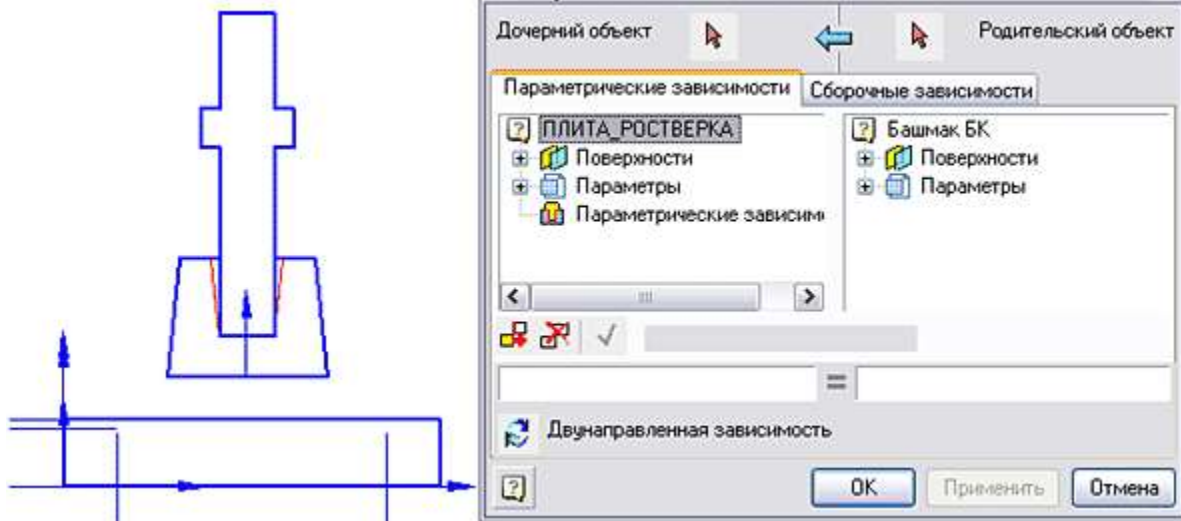 Дочерний объект
Родительский объект
Параметрические зависимости
Сборочные зависимости
ПЛИТА_РОСТВЕРКА
Поверхности
Параметры
Параметрические зависим
Башмак БК
Поверхности
Параметры
=
Двунаправленная зависимость
OK
Применить
Отмена